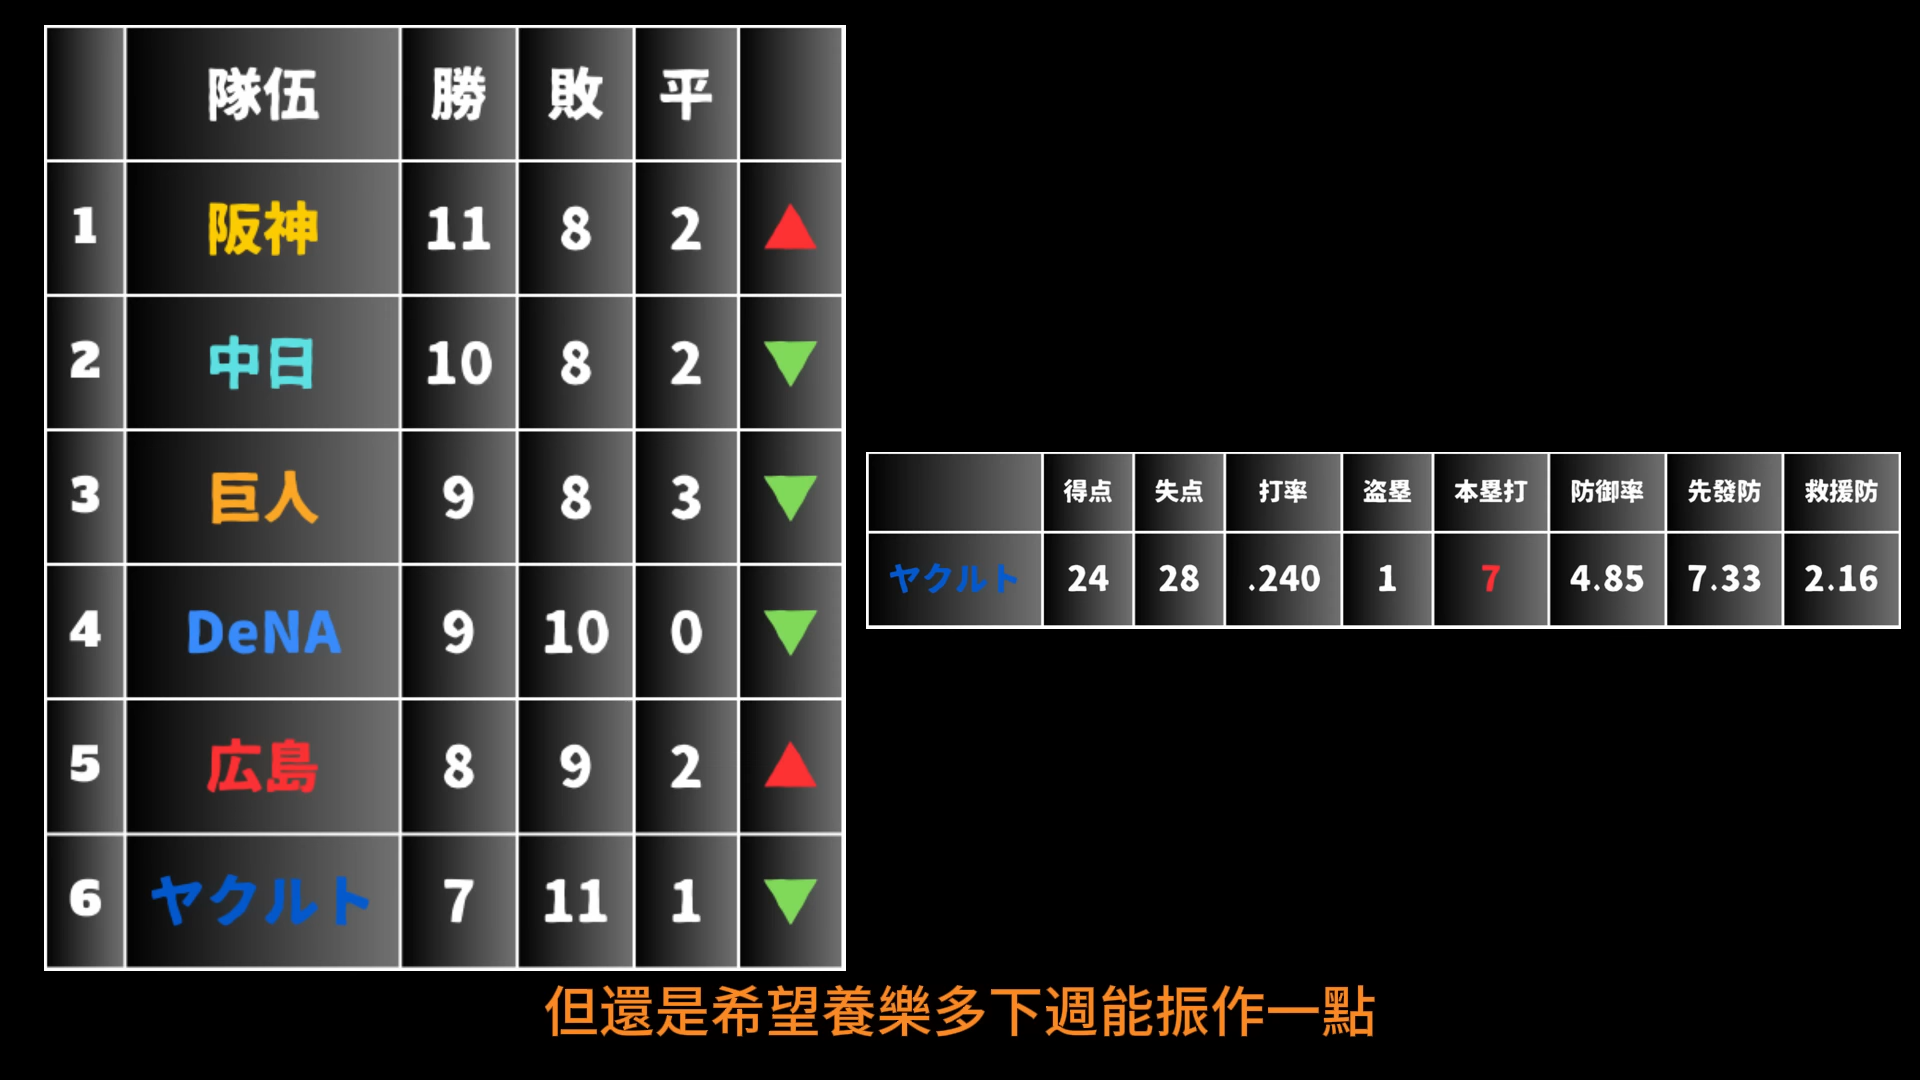 隊伍 勝 敗 平
1 阪神 11 8 2 ▲
2 中日 10 8 2 ▼
3 巨人 9 8 3 ▼
4 DeNA 9 10 0 ▼
5 広島 8 9 2 ▲
6 ヤクルト 7 11 1 ▼
得点 失点 打率 盗塁 本塁打 防御率 先發防 救援防
ヤクルト 24 28 .240 1 7 4.85 7.33 2.16
但還是希望養樂多下週能振作一點